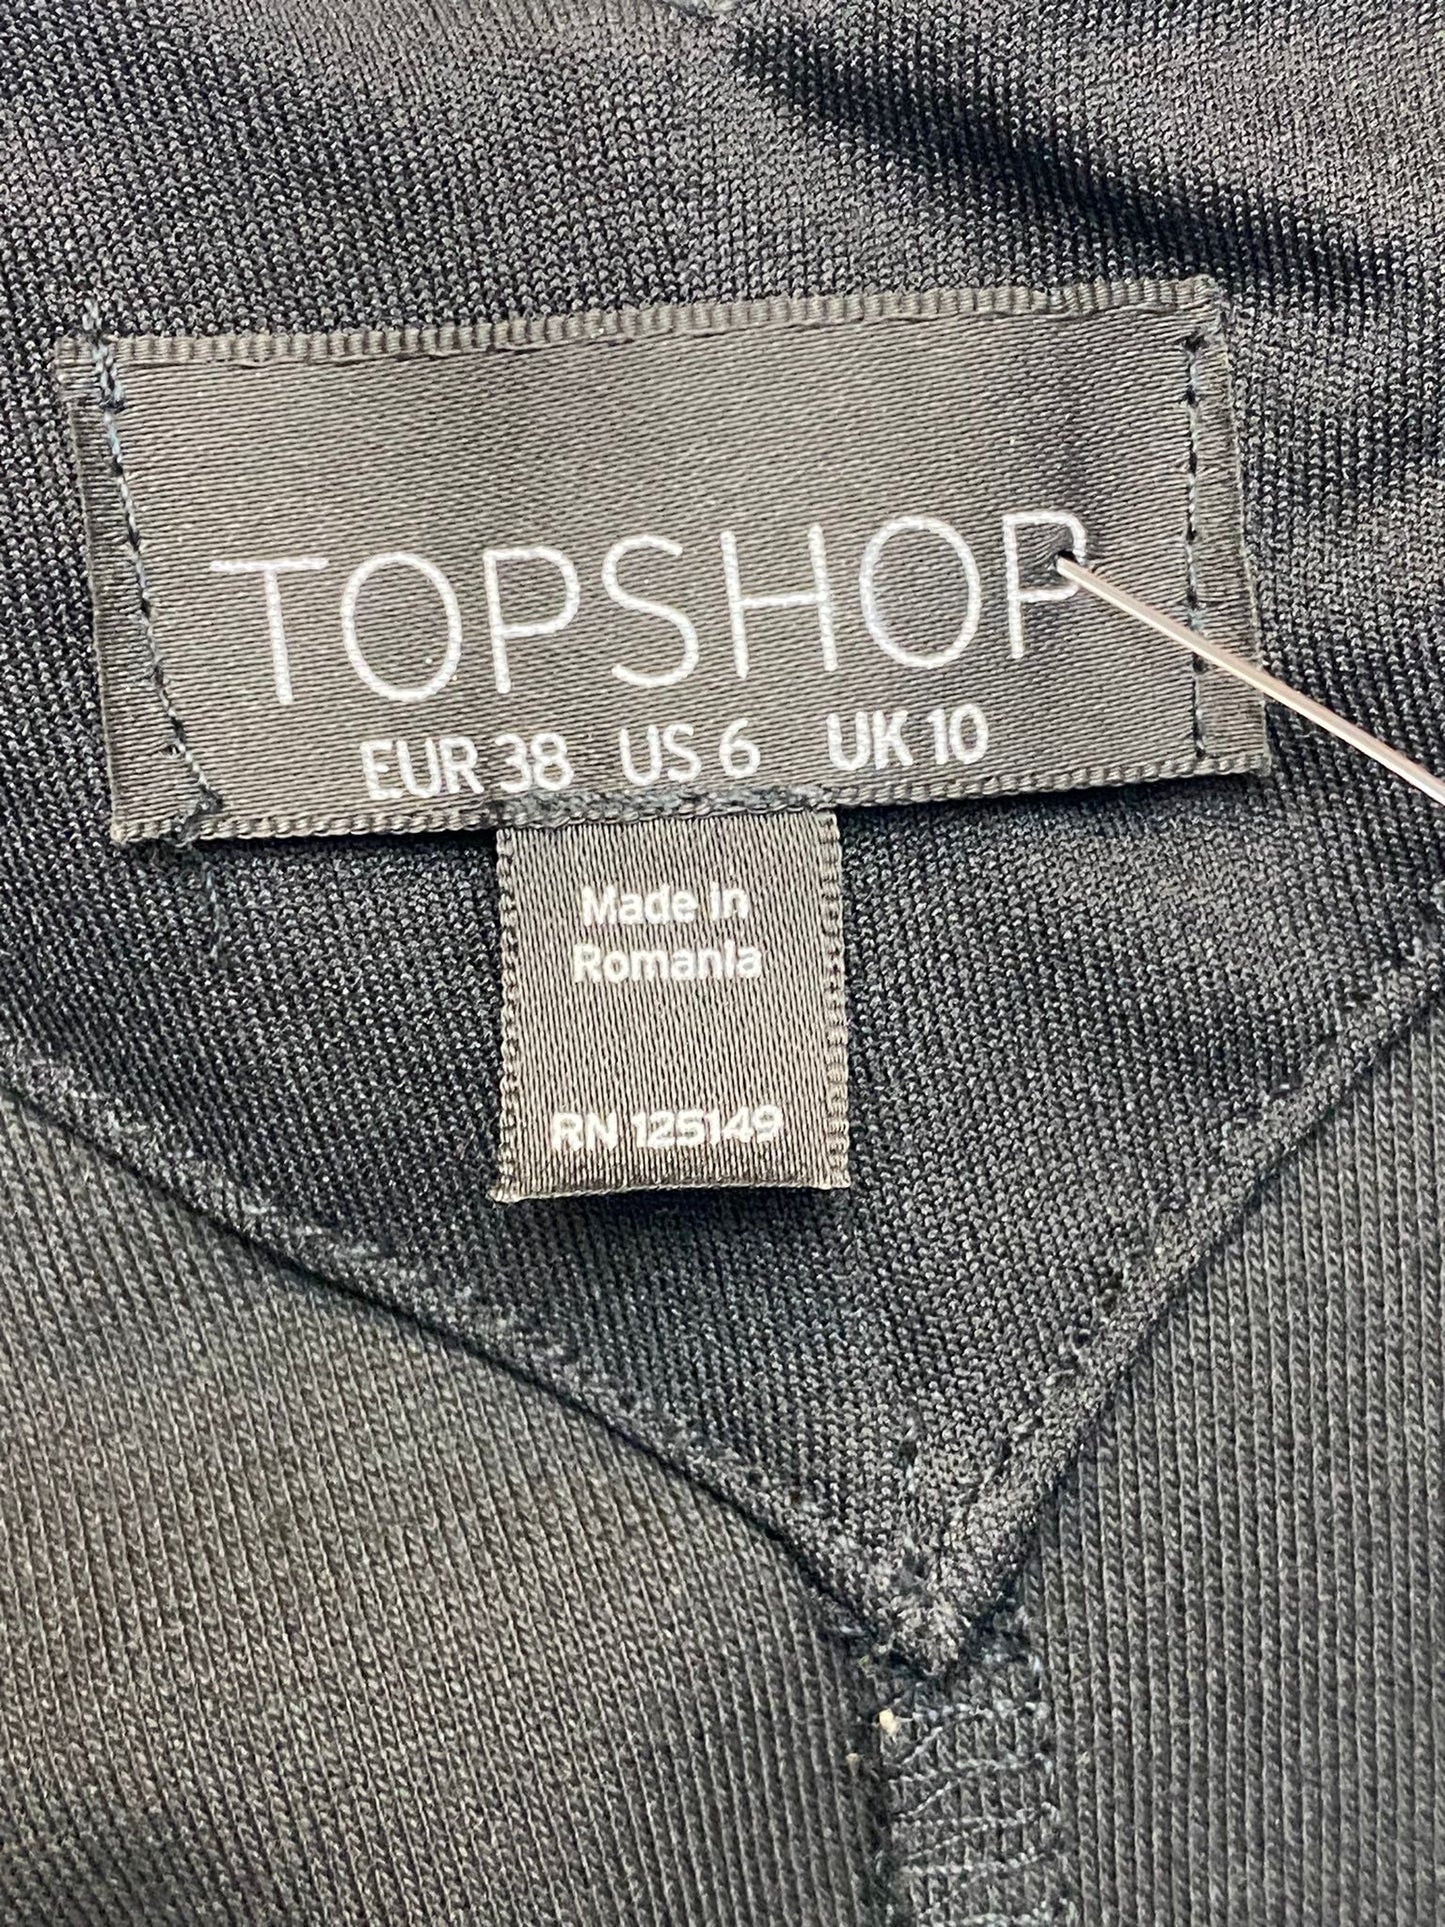 TOPSHOP
EUR 38 US 6 UK 10
Made in
Romania
RN 125149